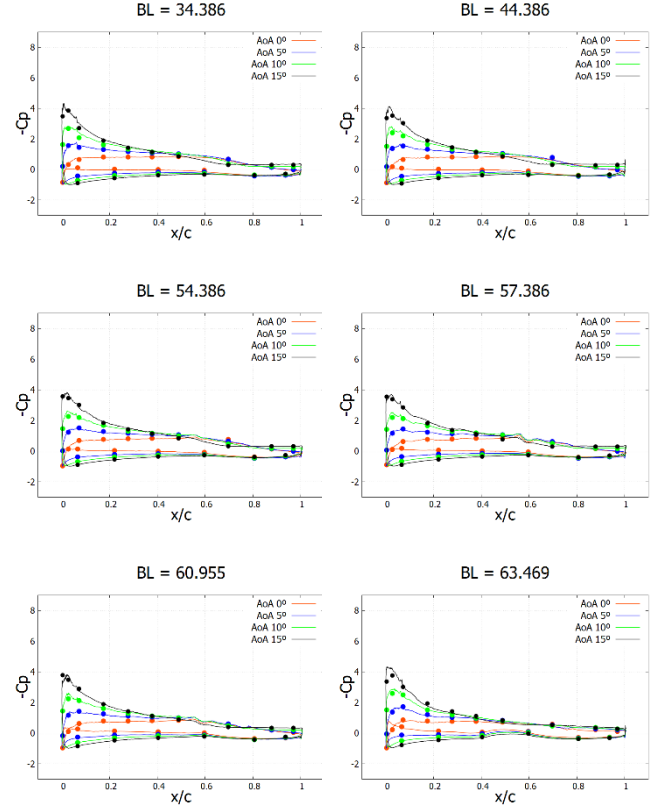 BL = 34.386
AoA 0º
AoA 5º
AoA 10º
AoA 15º
8
6
4
2
0
-2
-Cp
0 0.2 0.4 0.6 0.8 1
x/c
BL = 44.386
AoA 0º
AoA 5º
AoA 10º
AoA 15º
8
6
4
2
0
-2
-Cp
0 0.2 0.4 0.6 0.8 1
x/c
BL = 54.386
AoA 0º
AoA 5º
AoA 10º
AoA 15º
8
6
4
2
0
-2
-Cp
0 0.2 0.4 0.6 0.8 1
x/c
BL = 57.386
AoA 0º
AoA 5º
AoA 10º
AoA 15º
8
6
4
2
0
-2
-Cp
0 0.2 0.4 0.6 0.8 1
x/c
BL = 60.955
AoA 0º
AoA 5º
AoA 10º
AoA 15º
8
6
4
2
0
-2
-Cp
0 0.2 0.4 0.6 0.8 1
x/c
BL = 63.469
AoA 0º
AoA 5º
AoA 10º
AoA 15º
8
6
4
2
0
-2
-Cp
0 0.2 0.4 0.6 0.8 1
x/c